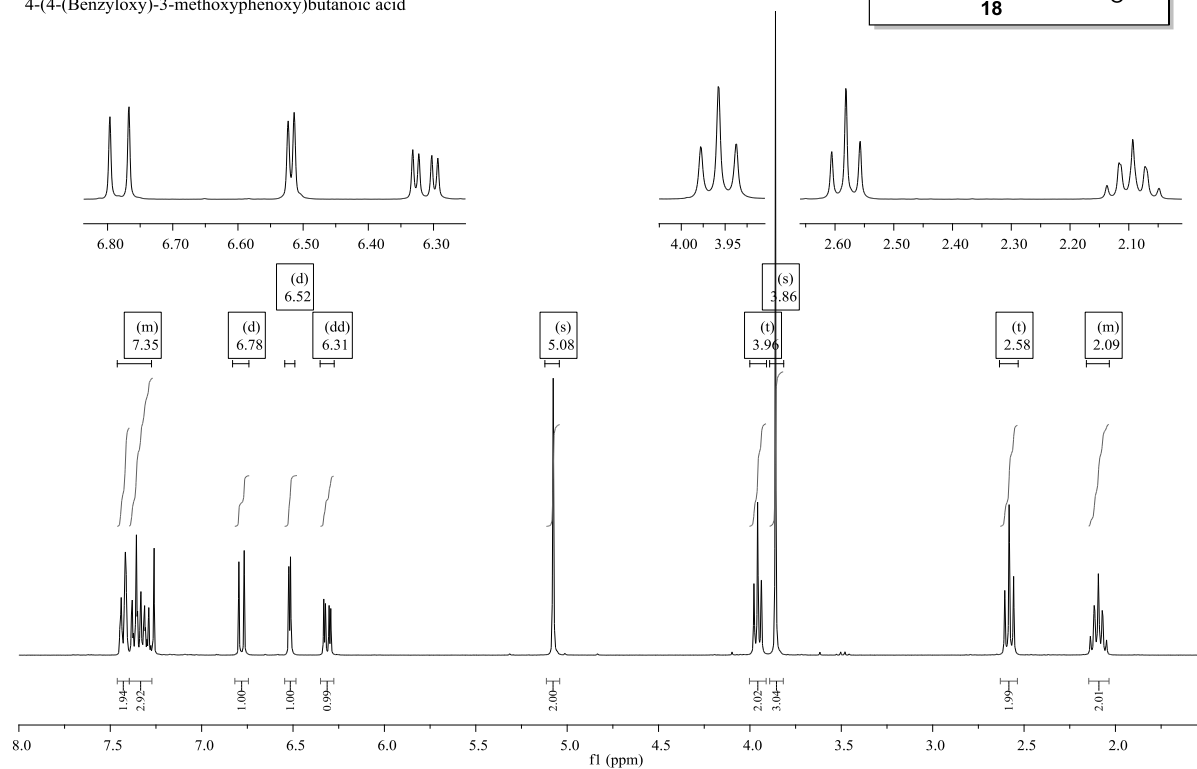 4-(4-(Benzyloxy)-3-methoxyphenoxy)butanoic acid
18
6.80 6.70 6.60 6.50 6.40 6.30 4.00 3.95 2.60 2.50 2.40 2.30 2.20 2.10
(d) (s)
6.52 3.86
(m) (d) (dd) (s) (t) (t) (m)
7.35 6.78 6.31 5.08 3.96 2.58 2.09
1.94 2.92 1.00 1.00 0.99 2.00 2.02 3.04 1.99 2.01
8.0 7.5 7.0 6.5 6.0 5.5 5.0 4.5 4.0 3.5 3.0 2.5 2.0
f1 (ppm)